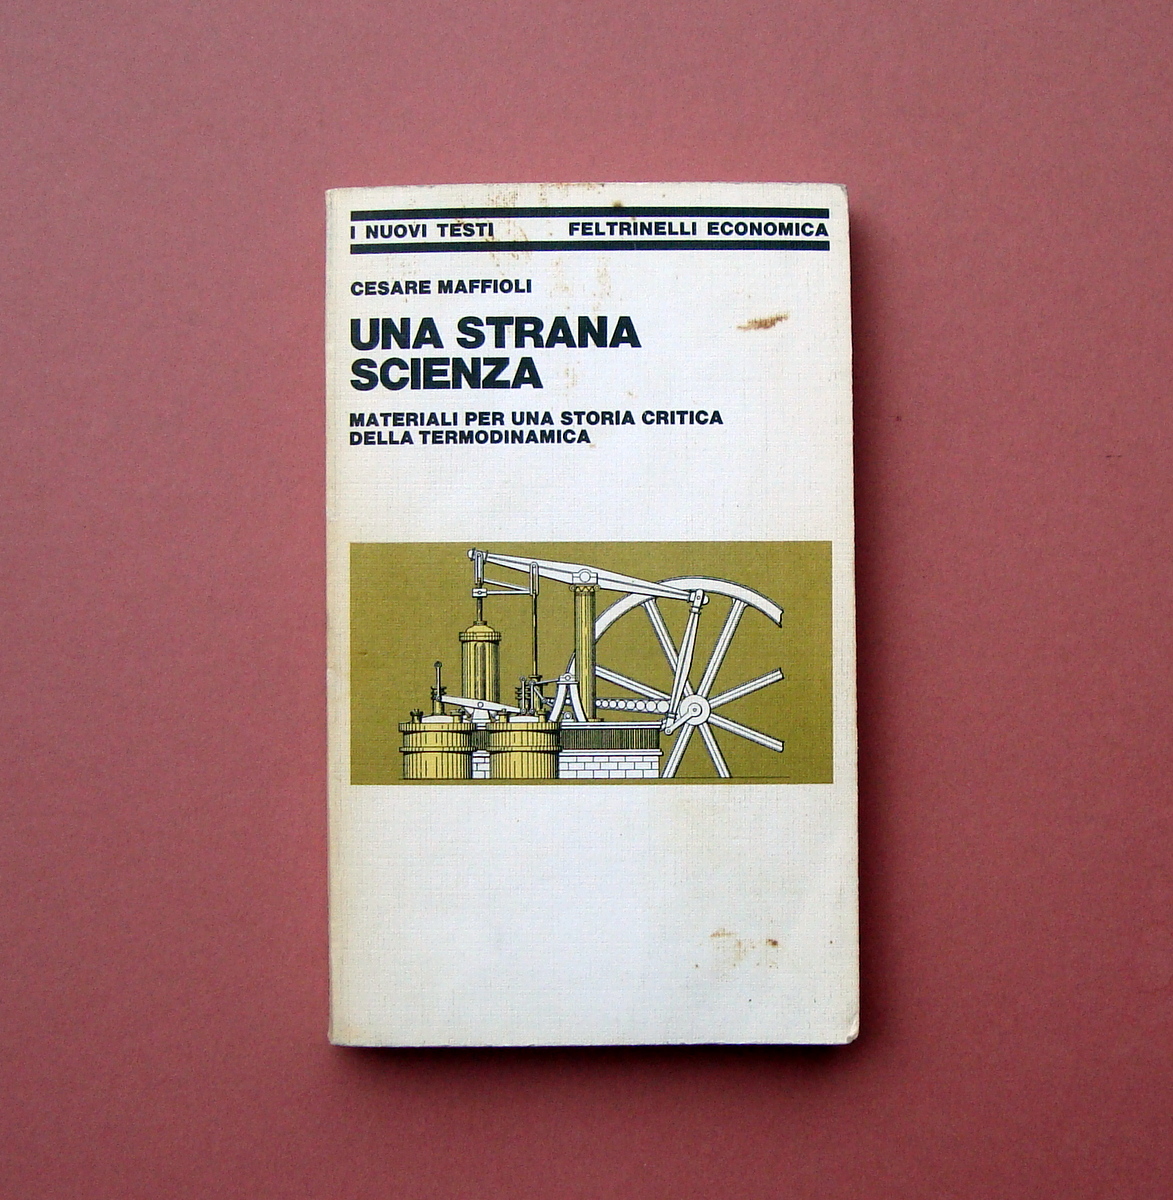 I NUOVI TESTI FELTRINELLI ECONOMICA
CESARE MAFFIOLI
UNA STRANA
SCIENZA
MATERIALI PER UNA STORIA CRITICA
DELLA TERMODINAMICA